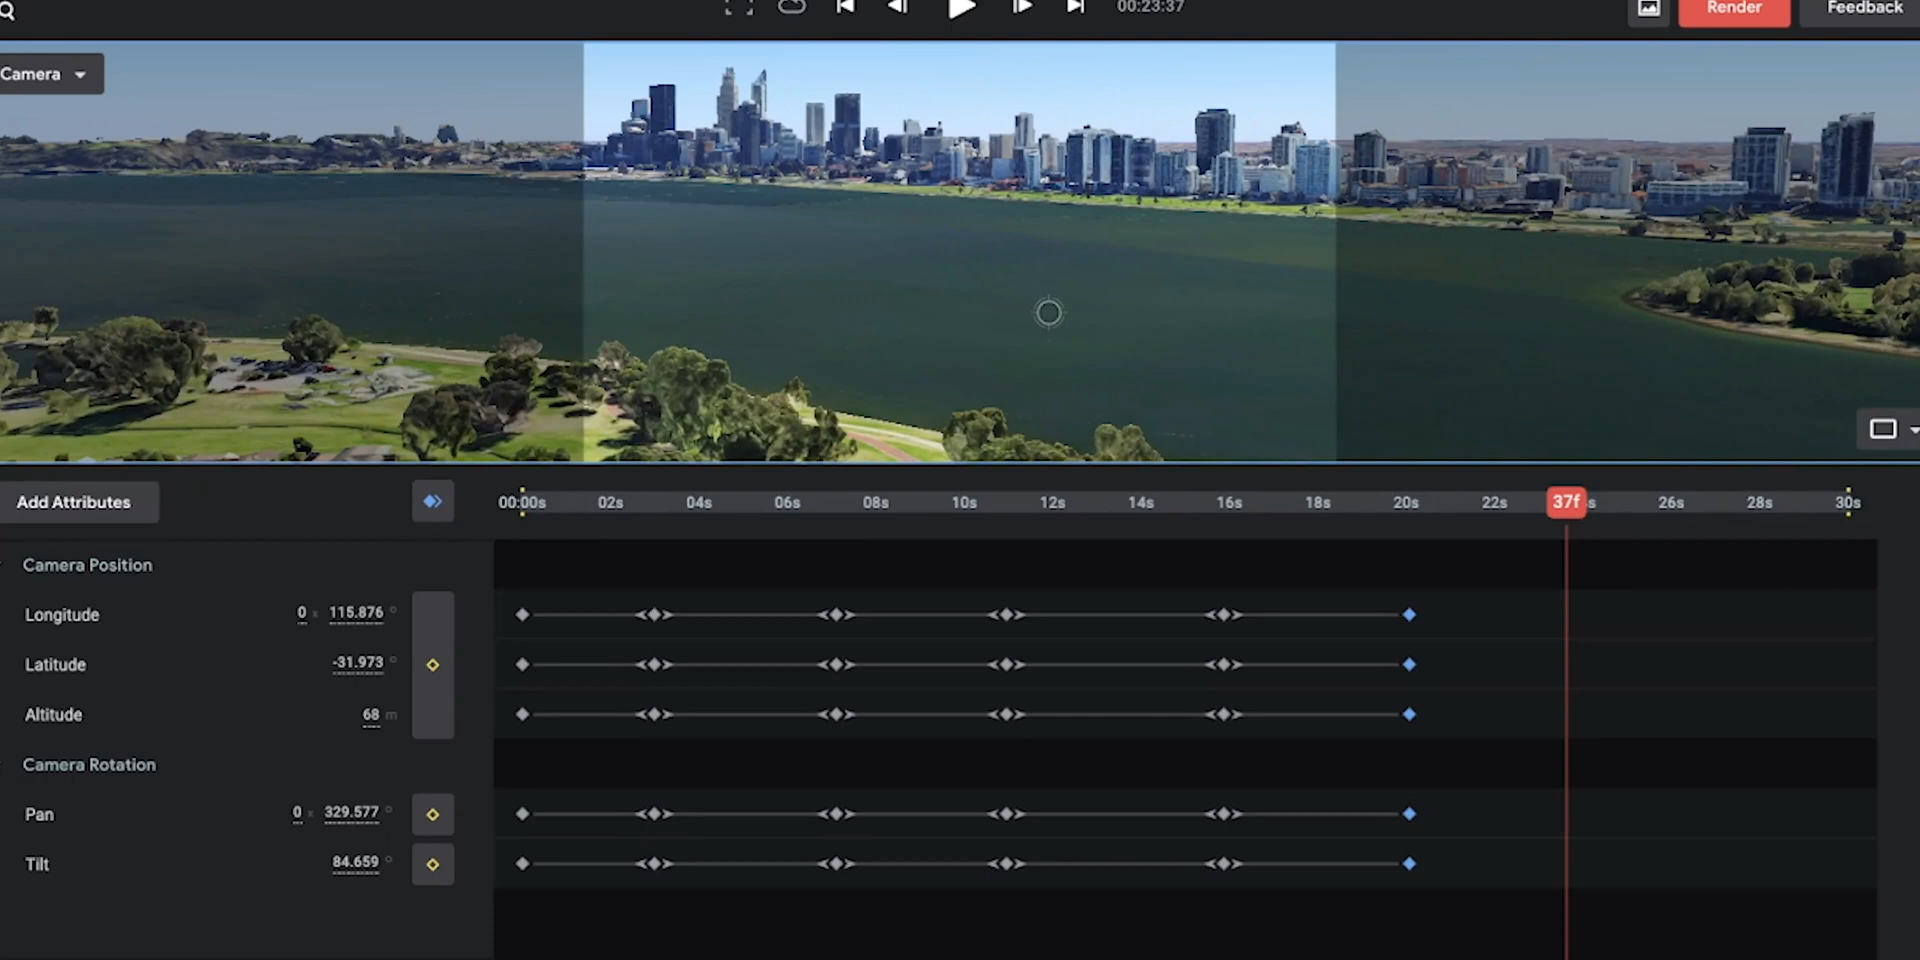 00:23:37
Render
Feedback
Camera
Add Attributes
00:00s 02s 04s 06s 08s 10s 12s 14s 16s 18s 20s 22s 37f s 26s 28s 30s
Camera Position
Longitude 0 x 115.876 °
Latitude -31.973 °
Altitude 68 m
Camera Rotation
Pan 0 x 329.577 °
Tilt 84.659 °